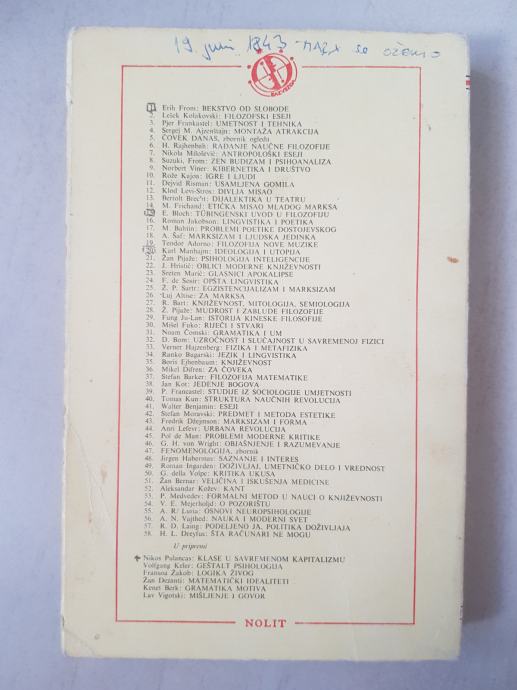 19. juni 1843 - MARX se oženio
SAZVEŽĐA
1. Erih From: BEKSTVO OD SLOBODE
2. Lešek Kolakovski: FILOZOFSKI ESEJI
3. Pjer Frankastel: UMETNOST I TEHNIKA
4. Sergej M. Ajzenštajn: MONTAŽA ATRAKCIJA
5. ČOVEK DANAS, zbornik ogleda
6. H. Rajhenbah: RAĐANJE NAUČNE FILOZOFIJE
7. Nikola Milošević: ANTROPOLOŠKI ESEJI
8. Suzuki, From: ZEN BUDIZAM I PSIHOANALIZA
9. Norbert Viner: KIBERNETIKA I DRUŠTVO
10. Rože Kajoa: IGRE I LJUDI
11. Dejvid Risman: USAMLJENA GOMILA
12. Klod Levi-Stros: DIVLJA MISAO
13. Bertolt Breht: DIJALEKTIKA U TEATRU
14. M. Frichand: ETIČKA MISAO MLADOG MARKSA
15. E. Bloch: TÜBINGENSKI UVOD U FILOZOFIJU
16. Roman Jakobson: LINGVISTIKA I POETIKA
17. M. Bahtin: PROBLEMI POETIKE DOSTOJEVSKOG
18. A. Šaf: MARKSIZAM I LJUDSKA JEDINKA
19. Teodor Adorno: FILOZOFIJA NOVE MUZIKE
20. Karl Manhajm: IDEOLOGIJA I UTOPIJA
21. Žan Pijaže: PSIHOLOGIJA INTELIGENCIJE
22. J. Hristić: OBLICI MODERNE KNJIŽEVNOSTI
23. Sreten Marić: GLASNICI APOKALIPSE
24. F. de Sosir: OPŠTA LINGVISTIKA
25. Ž. P. Sartr: EGZISTENCIJALIZAM I MARKSIZAM
26. Luj Altise: ZA MARKSA
27. R. Bart: KNJIŽEVNOST, MITOLOGIJA, SEMIOLOGIJA
28. Ž. Pijaže: MUDROST I ZABLUDE FILOZOFIJE
29. Fung Ju-Lan: ISTORIJA KINESKE FILOSOFIJE
30. Mišel Fuko: RIJEČI I STVARI
31. Noam Čomski: GRAMATIKA I UM
32. D. Bom: UZROČNOST I SLUČAJNOST U SAVREMENOJ FIZICI
33. Verner Hajzenberg: FIZIKA I METAFIZIKA
34. Ranko Bugarski: JEZIK I LINGVISTIKA
35. Boris Ejhenbaum: KNJIŽEVNOST
36. Mikel Difren: ZA ČOVEKA
37. Stefan Barker: FILOZOFIJA MATEMATIKE
38. Jan Kot: JEDENJE BOGOVA
39. P. Francastel: STUDIJE IZ SOCIOLOGIJE UMJETNOSTI
40. Tomas Kun: STRUKTURA NAUČNIH REVOLUCIJA
41. Walter Benjamin: ESEJI
42. Stefan Moravski: PREDMET I METODA ESTETIKE
43. Fredrik Džejmson: MARKSIZAM I FORMA
44. Anri Lefevr: URBANA REVOLUCIJA
45. Pol de Man: PROBLEMI MODERNE KRITIKE
46. G. H. von Wright: OBJAŠNJENJE I RAZUMEVANJE
47. FENOMENOLOGIJA, zbornik
48. Jirgen Habermas: SAZNANJE I INTERES
49. Roman Ingarden: DOŽIVLJAJ, UMETNIČKO DELO I VREDNOST
50. G. della Volpe: KRITIKA UKUSA
51. Žan Bernar: VELIČINA I ISKUŠENJA MEDICINE
52. Aleksandar Kožev: KANT
53. P. Medvedev: FORMALNI METOD U NAUCI O KNJIŽEVNOSTI
54. V. E. Mejerholjd: O POZORIŠTU
55. A. R. Luria: OSNOVI NEUROPSIHOLOGIJE
56. A. N. Vajthed: NAUKA I MODERNI SVET
57. R. D. Laing: PODELJENO JA, POLITIKA DOŽIVLJAJA
58. H. L. Dreyfus: ŠTA RAČUNARI NE MOGU
U pripremi
Nikos Pulancas: KLASE U SAVREMENOM KAPITALIZMU
Volfgang Keler: GEŠTALT PSIHOLOGIJA
Fransoa Žakob: LOGIKA ŽIVOG
Žan Dezanti: MATEMATIČKI IDEALITETI
Kenet Berk: GRAMATIKA MOTIVA
Lav Vigotski: MIŠLJENJE I GOVOR
NOLIT